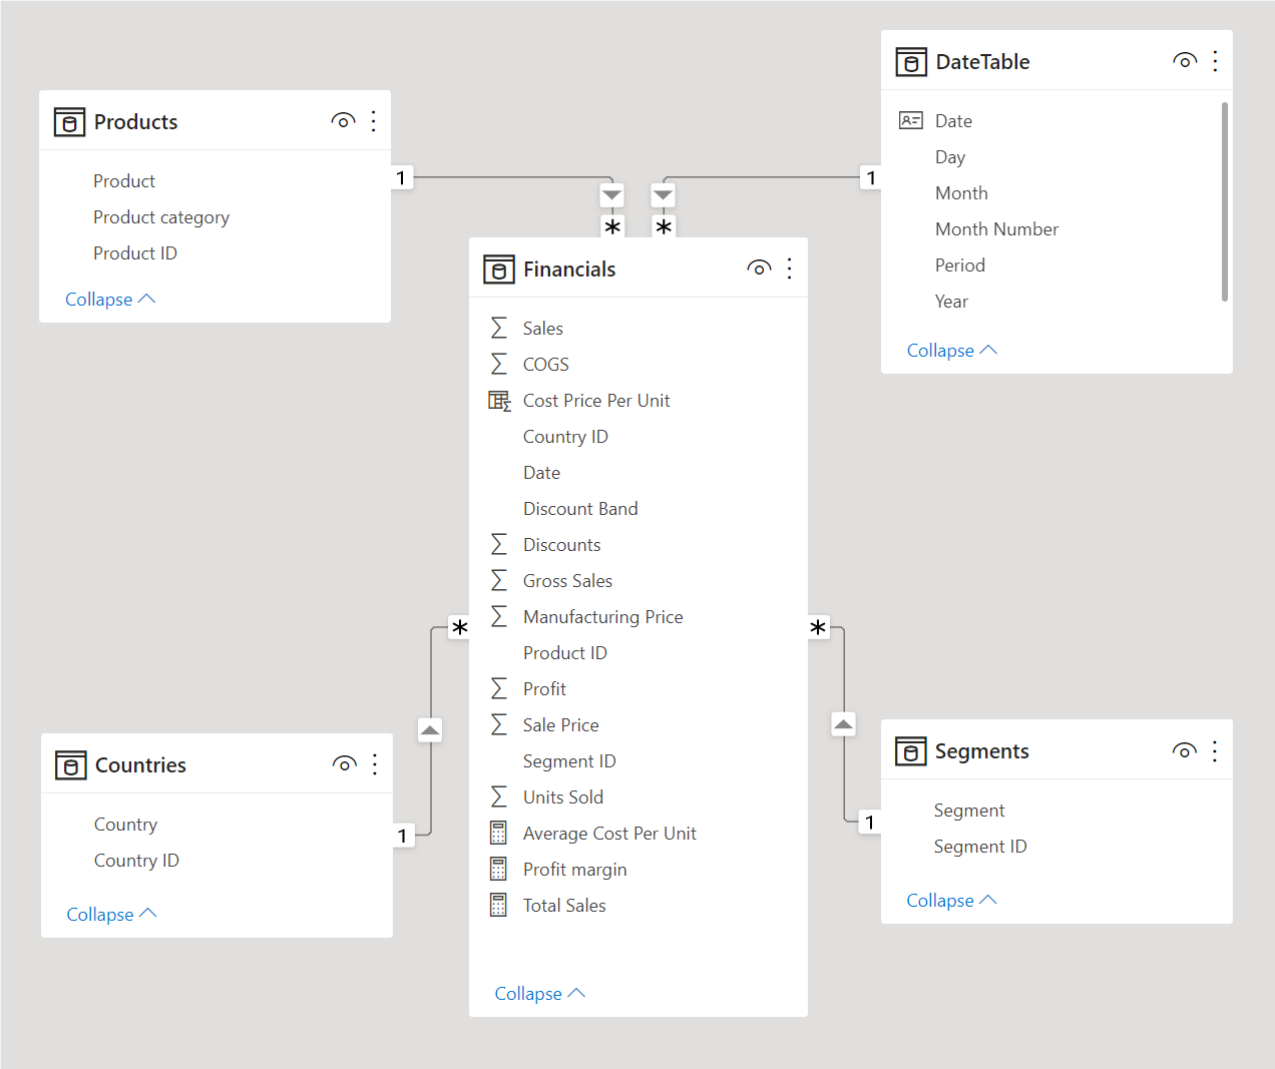 Products
Product
Product category
Product ID
Collapse
1
*
DateTable
Date
Day
Month
Month Number
Period
Year
Collapse
1
*
Financials
Sales
COGS
Cost Price Per Unit
Country ID
Date
Discount Band
Discounts
Gross Sales
Manufacturing Price
Product ID
Profit
Sale Price
Segment ID
Units Sold
Average Cost Per Unit
Profit margin
Total Sales
Collapse
*
*
Countries
Country
Country ID
Collapse
1
Segments
Segment
Segment ID
Collapse
1